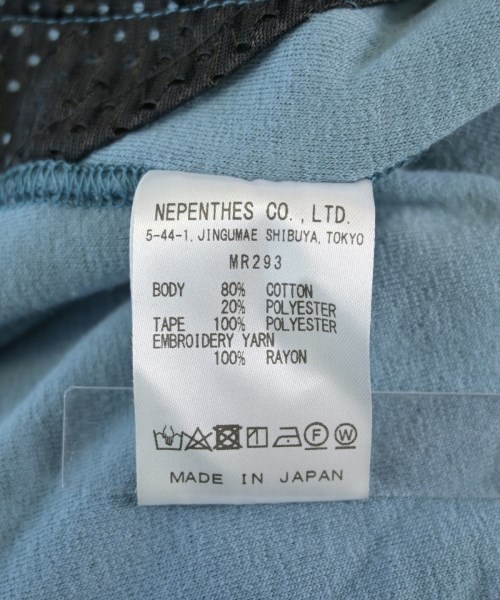 NEPENTHES CO.,LTD.
5-44-1, JINGUMAE SHIBUYA, TOKYO
MR293
BODY 80% COTTON
20% POLYESTER
TAPE 100% POLYESTER
EMBROIDERY YARN
100% RAYON
F W
MADE IN JAPAN